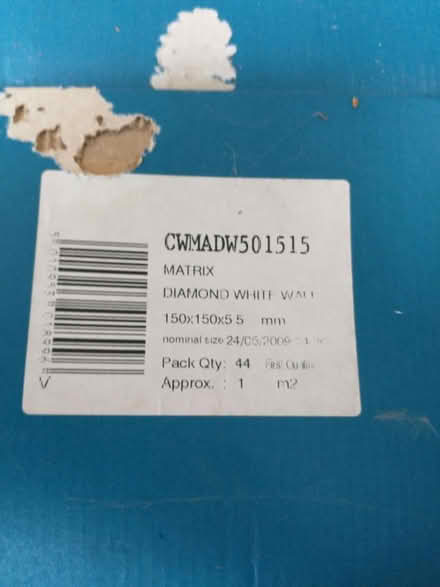 CWMADW501515
MATRIX
DIAMOND WHITE WALL
150x150x5.5 mm
nominal size 24/05/2009
Pack Qty: 44 First Quality
Approx. : 1 m2